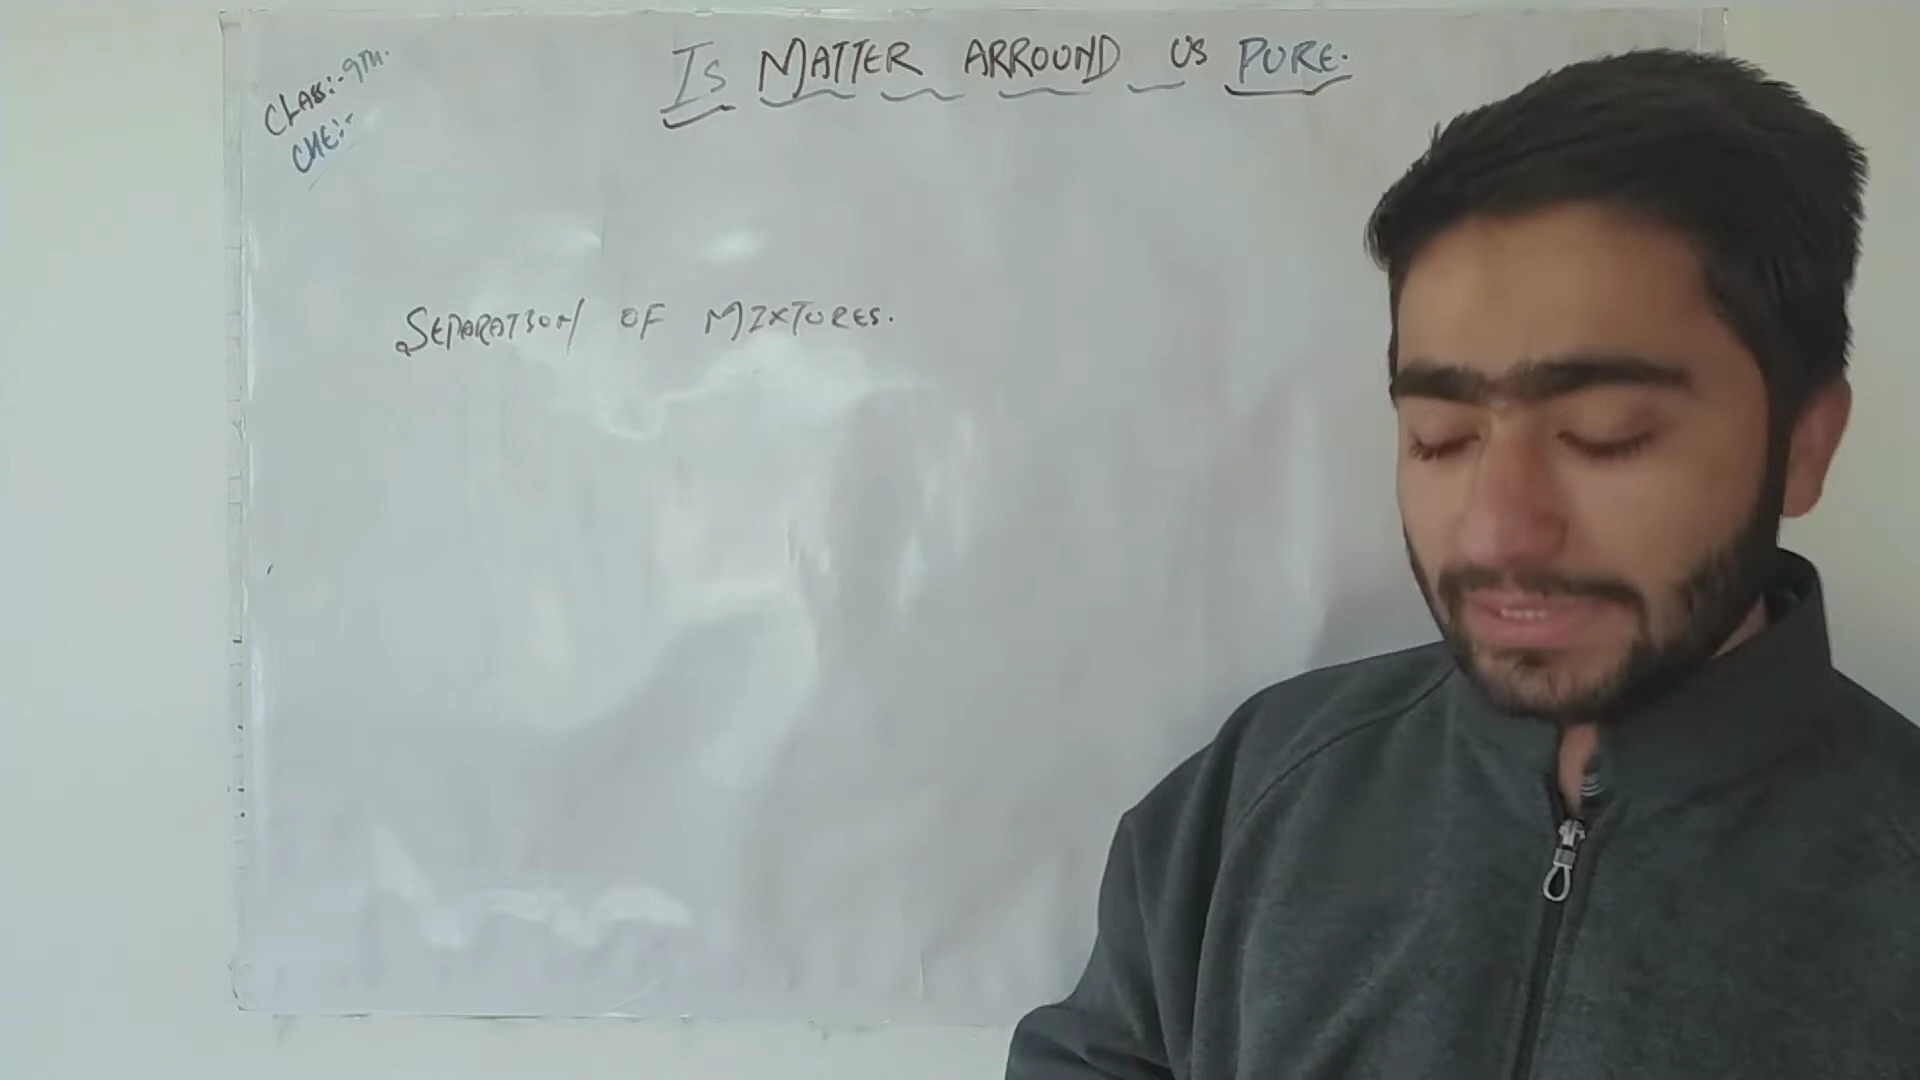 IS MATTER ARROUND US PURE.
CLASS:- 9TH.
CHE:-
SEPARATION OF MIXTURES.